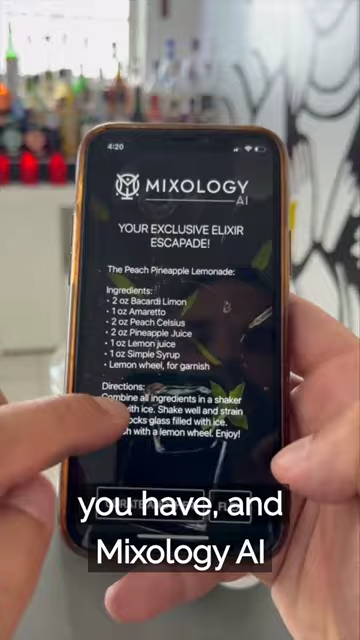 4:20
MIXOLOGY
AI
YOUR EXCLUSIVE ELIXIR
ESCAPADE!
The Peach Pineapple Lemonade:
Ingredients:
• 2 oz Bacardi Limon
• 1 oz Amaretto
• 2 oz Peach Celsius
• 2 oz Pineapple Juice
• 1 oz Lemon juice
• 1 oz Simple Syrup
• Lemon wheel, for garnish
Directions:
Combine all ingredients in a shaker
with ice. Shake well and strain
glass filled with ice.
with a lemon wheel. Enjoy!
you have, and
Mixology AI